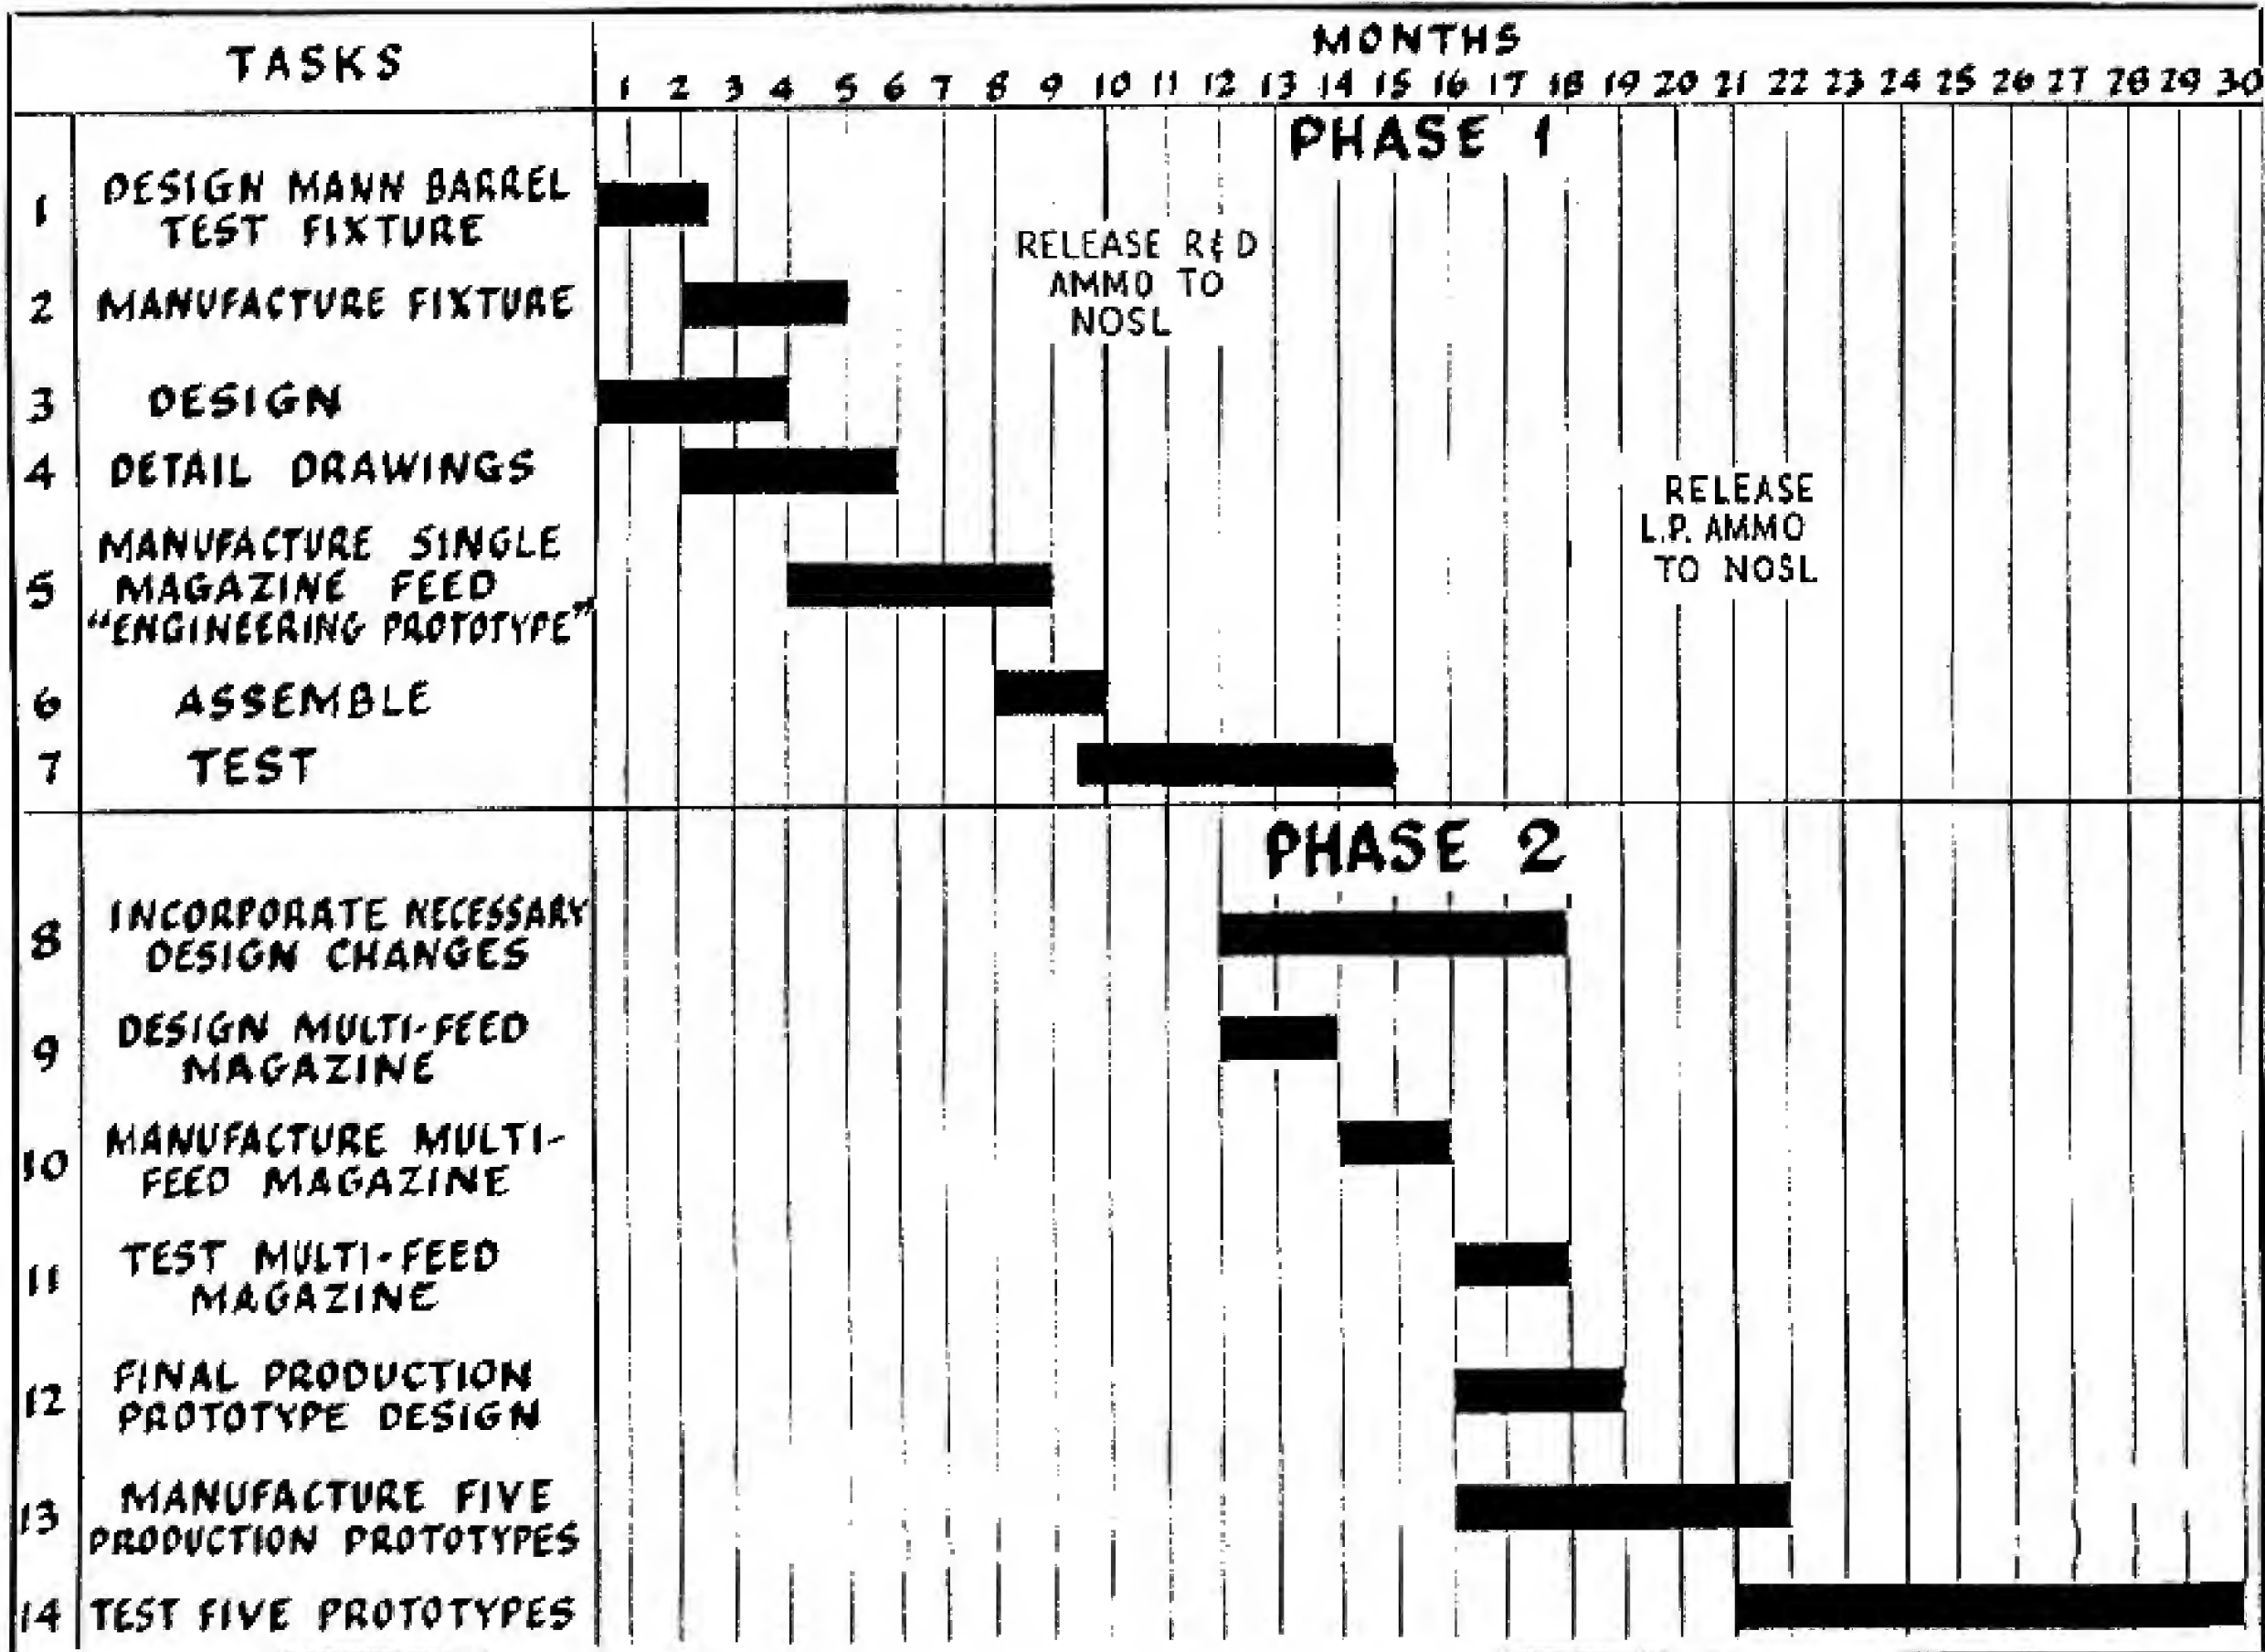 TASKS
MONTHS
1 2 3 4 5 6 7 8 9 10 11 12 13 14 15 16 17 18 19 20 21 22 23 24 25 26 27 28 29 30
PHASE 1
1 DESIGN MANN BARREL
TEST FIXTURE
RELEASE R&D
AMMO TO
NOSL
2 MANUFACTURE FIXTURE
3 DESIGN
4 DETAIL DRAWINGS
RELEASE
L.P. AMMO
TO NOSL
MANUFACTURE SINGLE
5 MAGAZINE FEED
"ENGINEERING PROTOTYPE"
6 ASSEMBLE
7 TEST
PHASE 2
8 INCORPORATE NECESSARY
DESIGN CHANGES
9 DESIGN MULTI-FEED
MAGAZINE
10 MANUFACTURE MULTI-
FEED MAGAZINE
11 TEST MULTI-FEED
MAGAZINE
12 FINAL PRODUCTION
PROTOTYPE DESIGN
13 MANUFACTURE FIVE
PRODUCTION PROTOTYPES
14 TEST FIVE PROTOTYPES